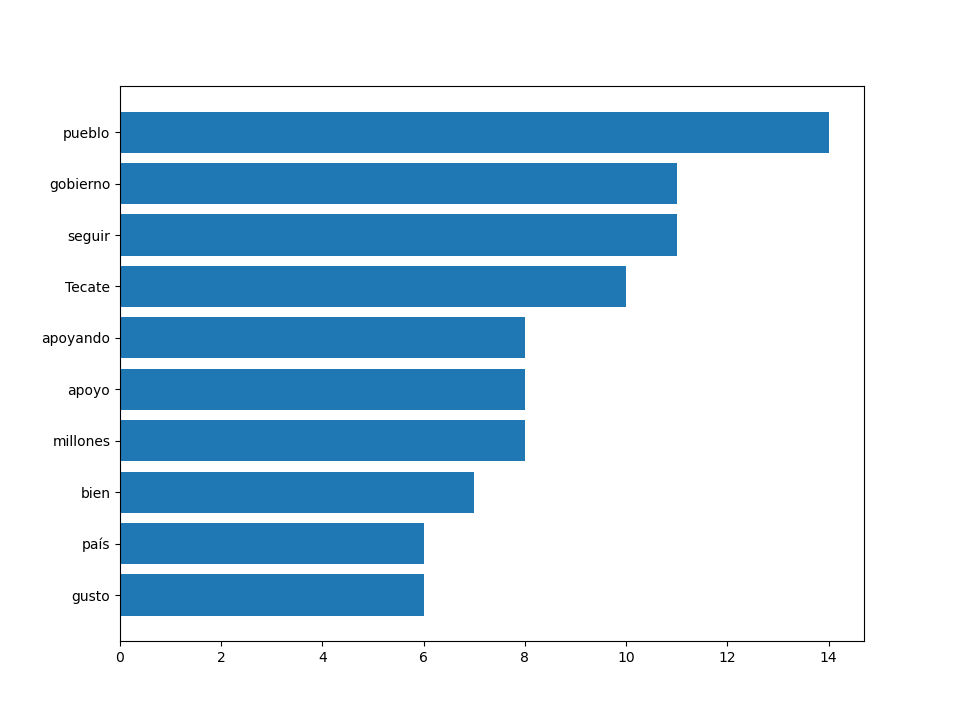 pueblo
gobierno
seguir
Tecate
apoyando
apoyo
millones
bien
país
gusto
0 2 4 6 8 10 12 14